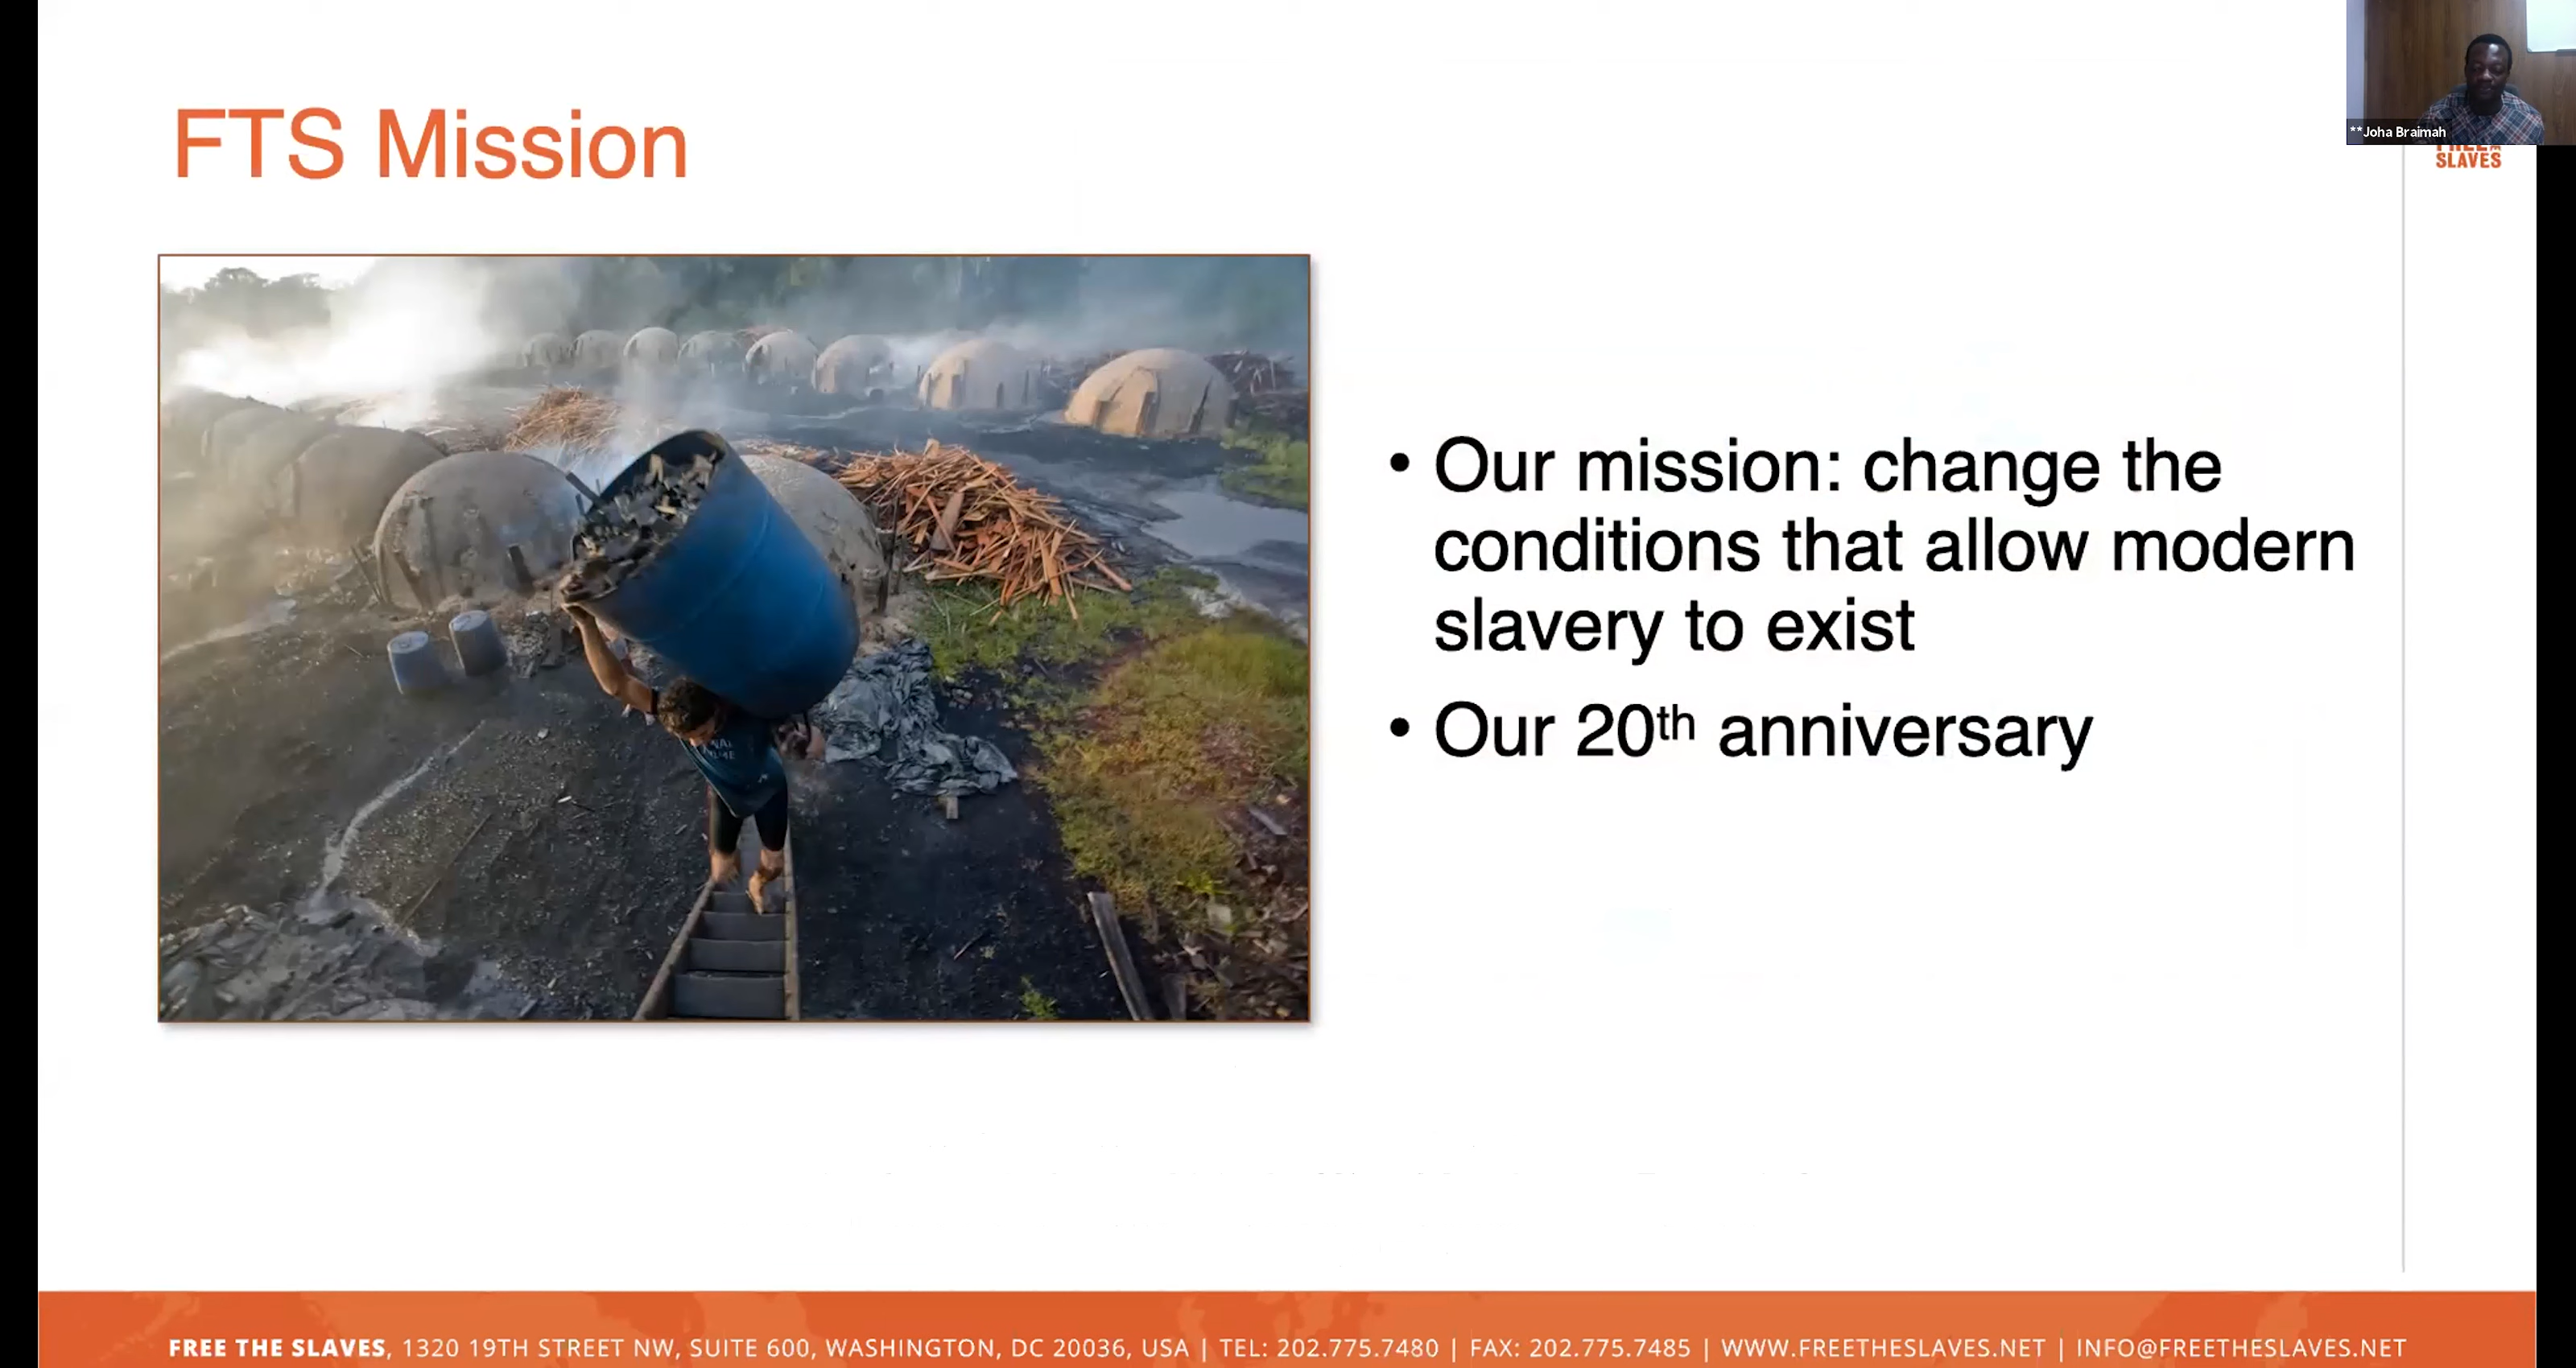 FTS Mission
**Joha Braimah
SLAVES
• Our mission: change the
conditions that allow modern
slavery to exist
• Our 20th anniversary
FREE THE SLAVES, 1320 19TH STREET NW, SUITE 600, WASHINGTON, DC 20036, USA | TEL: 202.775.7480 | FAX: 202.775.7485 | WWW.FREETHESLAVES.NET | INFO@FREETHESLAVES.NET